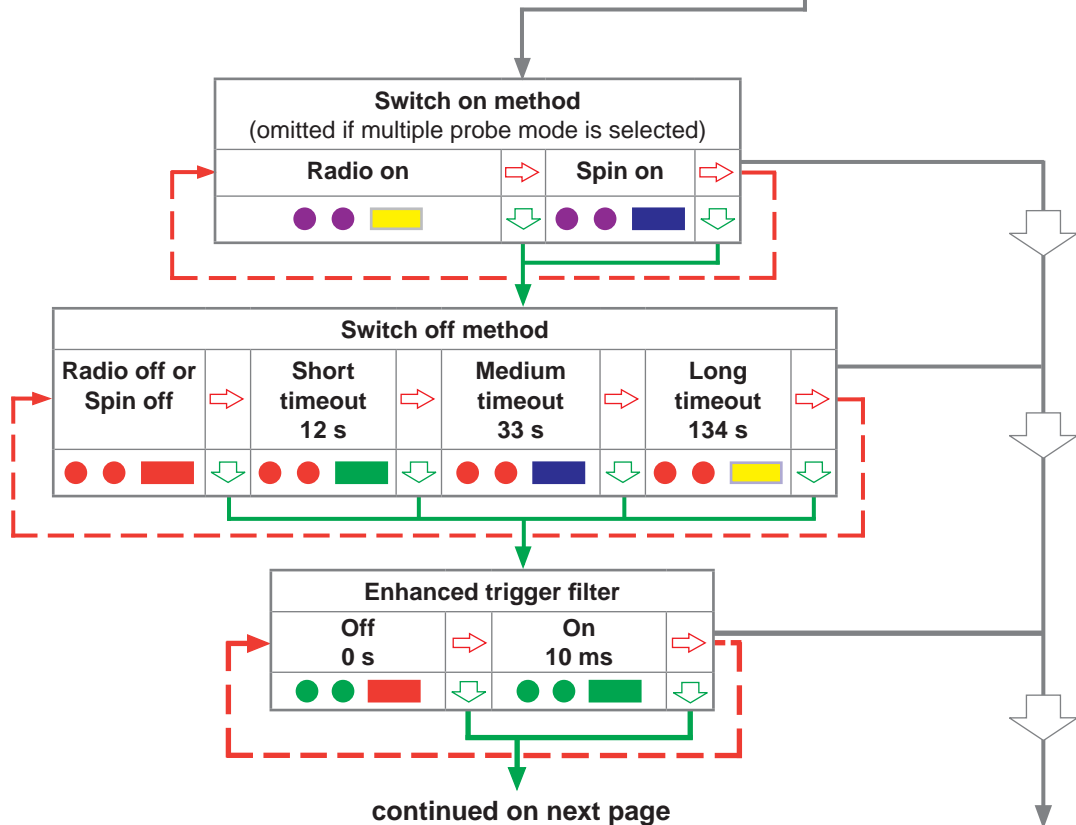 Switch on method
(omitted if multiple probe mode is selected)
Radio on
Spin on
Switch off method
Radio off or
Spin off
Short
timeout
12 s
Medium
timeout
33 s
Long
timeout
134 s
Enhanced trigger filter
Off
0 s
On
10 ms
continued on next page